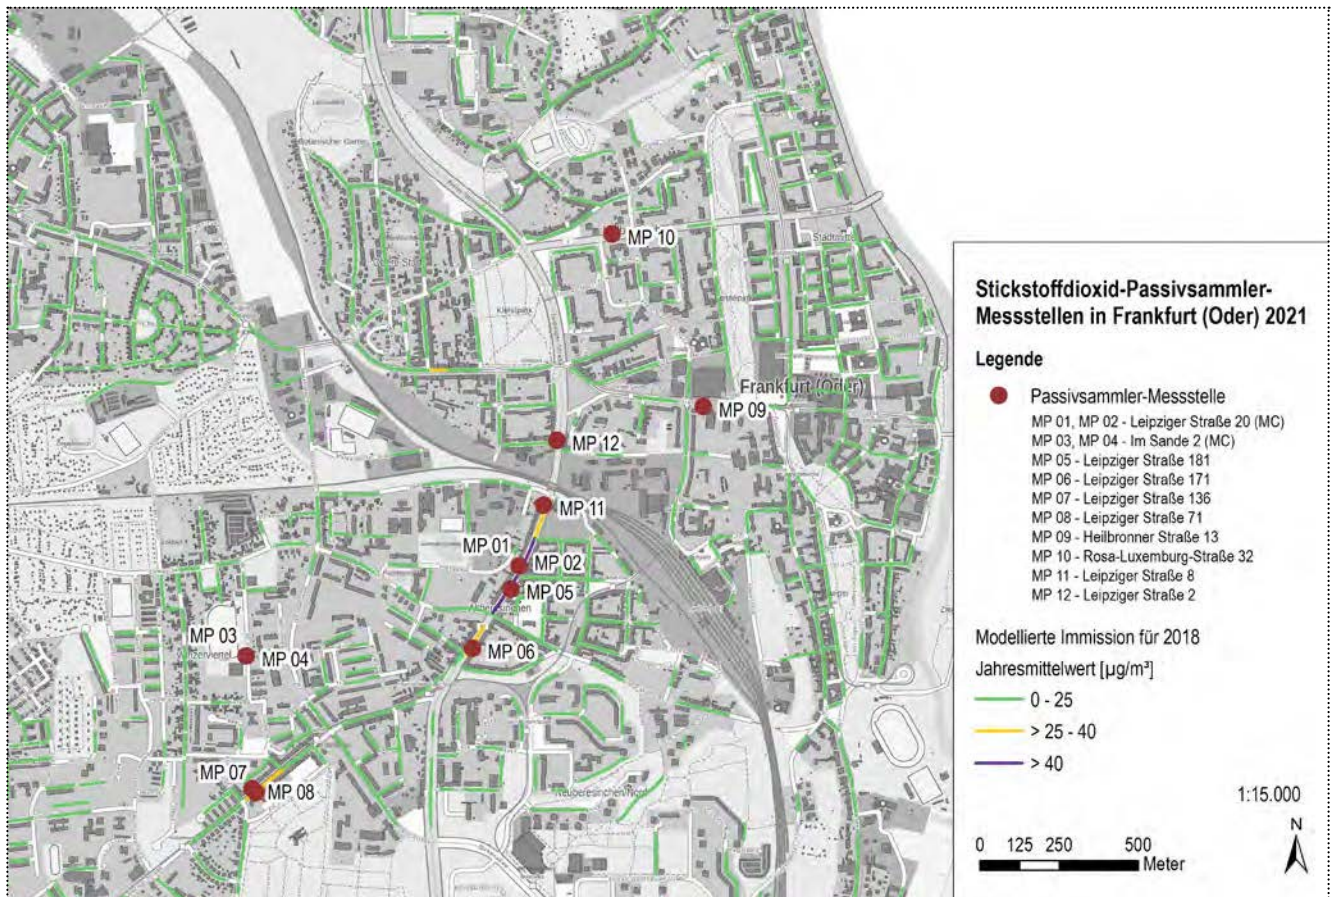 MP 10
Stadtmitte
Kleistpark
Frankfurt (Oder)
MP 09
MP 12
MP 11
MP 01
MP 02
MP 05
MP 03
MP 04
MP 06
MP 07
MP 08
Neuberesinchen/Nord
Stickstoffdioxid-Passivsammler-
Messstellen in Frankfurt (Oder) 2021
Legende
Passivsammler-Messstelle
MP 01, MP 02 - Leipziger Straße 20 (MC)
MP 03, MP 04 - Im Sande 2 (MC)
MP 05 - Leipziger Straße 181
MP 06 - Leipziger Straße 171
MP 07 - Leipziger Straße 136
MP 08 - Leipziger Straße 71
MP 09 - Heilbronner Straße 13
MP 10 - Rosa-Luxemburg-Straße 32
MP 11 - Leipziger Straße 8
MP 12 - Leipziger Straße 2
Modellierte Immission für 2018
Jahresmittelwert [µg/m³]
0 - 25
> 25 - 40
> 40
1:15.000
N
0 125 250 500
Meter